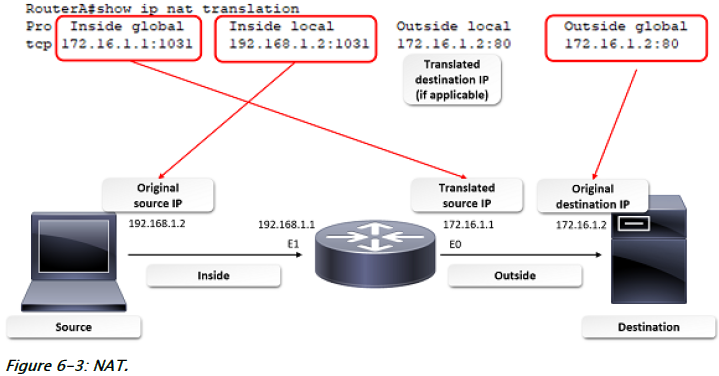 RouterA#show ip nat translation
Pro Inside global Inside local Outside local Outside global
tcp 172.16.1.1:1031 192.168.1.2:1031 172.16.1.2:80 172.16.1.2:80
Translated
destination IP
(if applicable)
Original
source IP
Translated
source IP
Original
destination IP
192.168.1.2
192.168.1.1
172.16.1.1
172.16.1.2
E1
E0
Inside
Outside
Source
Destination
Figure 6-3: NAT.